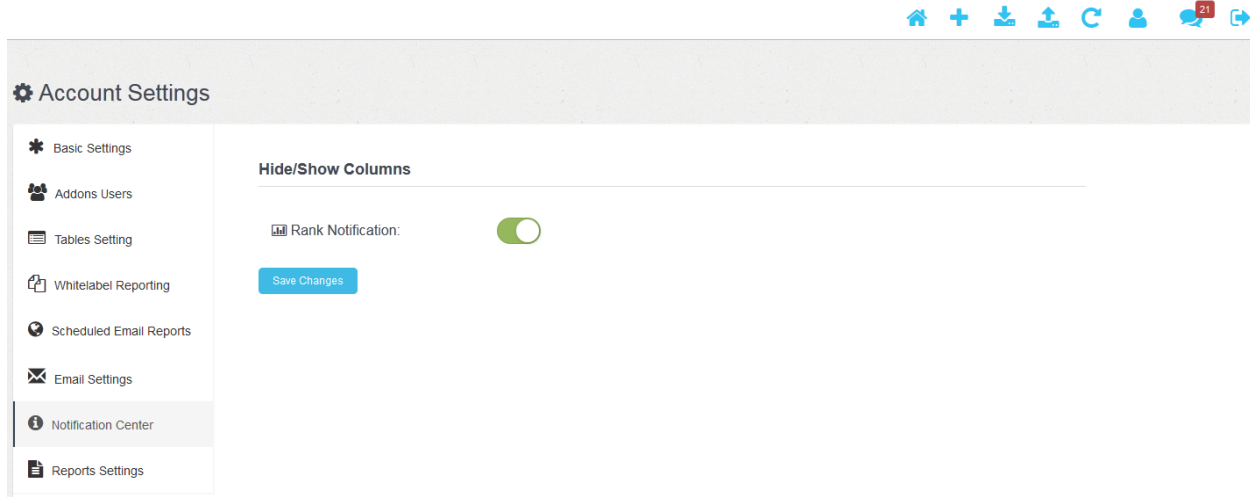 21
Account Settings
Basic Settings
Addons Users
Tables Setting
Whitelabel Reporting
Scheduled Email Reports
Email Settings
Notification Center
Reports Settings
Hide/Show Columns
Rank Notification:
Save Changes